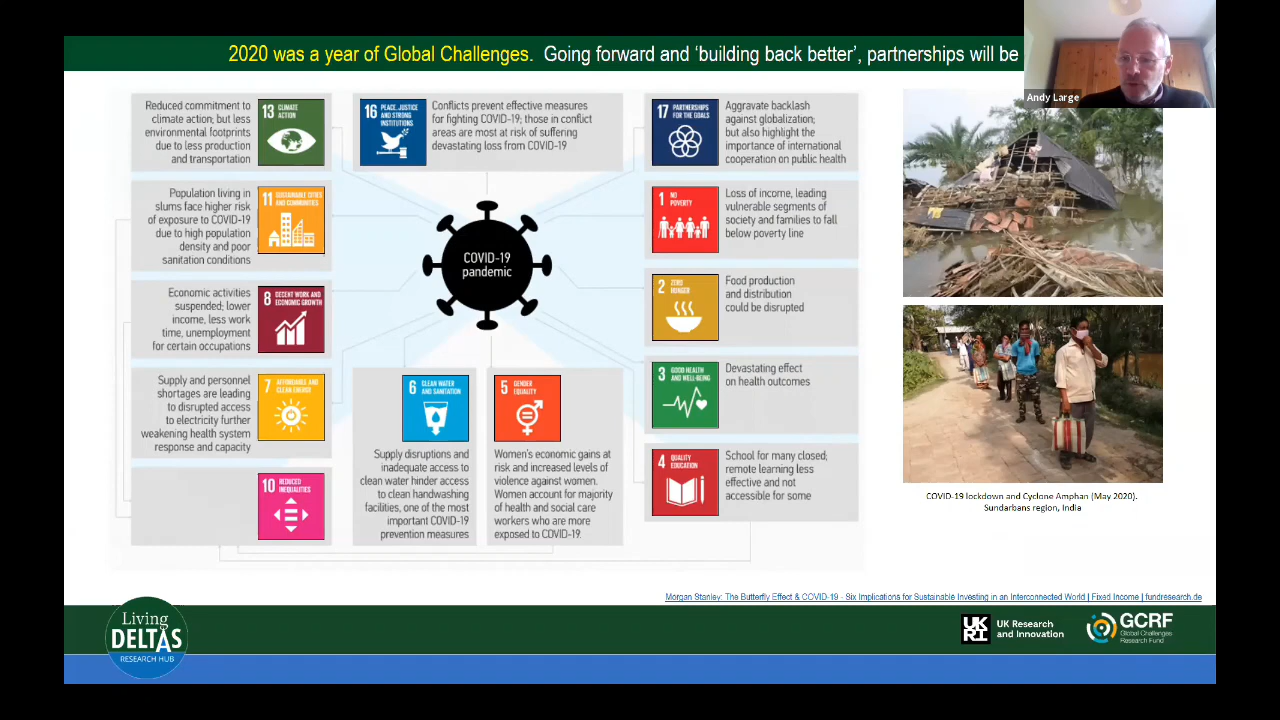 2020 was a year of Global Challenges. Going forward and ‘building back better’, partnerships will be
Andy Large
Reduced commitment to
climate action; but less
environmental footprints
due to less production
and transportation
13 CLIMATE
ACTION
16 PEACE, JUSTICE
AND STRONG
INSTITUTIONS
Conflicts prevent effective measures
for fighting COVID-19; those in conflict
areas are most at risk of suffering
devastating loss from COVID-19
17 PARTNERSHIPS
FOR THE GOALS
Aggravate backlash
against globalization;
but also highlight the
importance of international
cooperation on public health
Population living in
slums face higher risk
of exposure to COVID-19
due to high population
density and poor
sanitation conditions
11 SUSTAINABLE CITIES
AND COMMUNITIES
COVID-19
pandemic
1 NO
POVERTY
Loss of income, leading
vulnerable segments of
society and families to fall
below poverty line
Economic activities
suspended; lower
income, less work
time, unemployment
for certain occupations
8 DECENT WORK AND
ECONOMIC GROWTH
2 ZERO
HUNGER
Food production
and distribution
could be disrupted
Supply and personnel
shortages are leading
to disrupted access
to electricity further
weakening health system
response and capacity
7 AFFORDABLE AND
CLEAN ENERGY
6 CLEAN WATER
AND SANITATION
Supply disruptions and
inadequate access to
clean water hinder access
to clean handwashing
facilities, one of the most
important COVID-19
prevention measures
5 GENDER
EQUALITY
Women's economic gains at
risk and increased levels of
violence against women.
Women account for majority
of health and social care
workers who are more
exposed to COVID-19.
3 GOOD HEALTH
AND WELL-BEING
Devastating effect
on health outcomes
10 REDUCED
INEQUALITIES
4 QUALITY
EDUCATION
School for many closed;
remote learning less
effective and not
accessible for some
COVID-19 lockdown and Cyclone Amphan (May 2020).
Sundarbans region, India
Morgan Stanley: The Butterfly Effect & COVID-19 - Six Implications for Sustainable Investing in an Interconnected World | Fixed Income | fundresearch.de
Living
DELTAS
RESEARCH HUB
UK
RI
UK Research
and Innovation
GCRF
Global Challenges
Research Fund